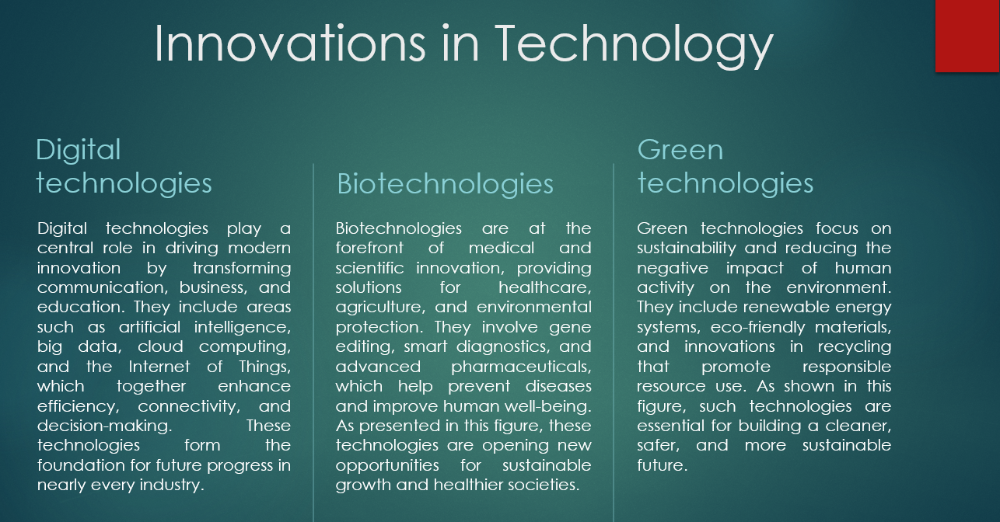 Innovations in Technology
Digital
technologies
Digital technologies play a
central role in driving modern
innovation by transforming
communication, business, and
education. They include areas
such as artificial intelligence,
big data, cloud computing,
and the Internet of Things,
which together enhance
efficiency, connectivity, and
decision-making. These
technologies form the
foundation for future progress in
nearly every industry.
Biotechnologies
Biotechnologies are at the
forefront of medical and
scientific innovation, providing
solutions for healthcare,
agriculture, and environmental
protection. They involve gene
editing, smart diagnostics, and
advanced pharmaceuticals,
which help prevent diseases
and improve human well-being.
As presented in this figure, these
technologies are opening new
opportunities for sustainable
growth and healthier societies.
Green
technologies
Green technologies focus on
sustainability and reducing the
negative impact of human
activity on the environment.
They include renewable energy
systems, eco-friendly materials,
and innovations in recycling
that promote responsible
resource use. As shown in this
figure, such technologies are
essential for building a cleaner,
safer, and more sustainable
future.